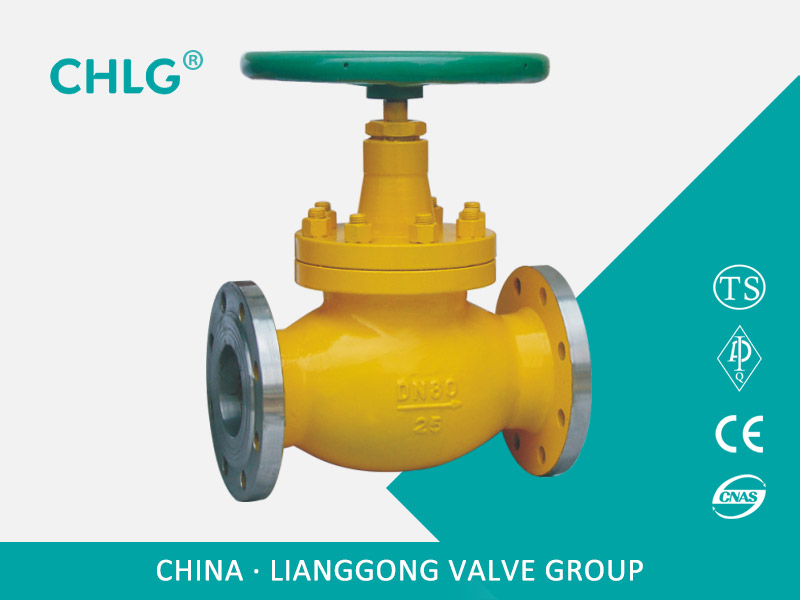 CHLG®
DN80
25
TS
CE
CNAS
CHINA · LIANGGONG VALVE GROUP